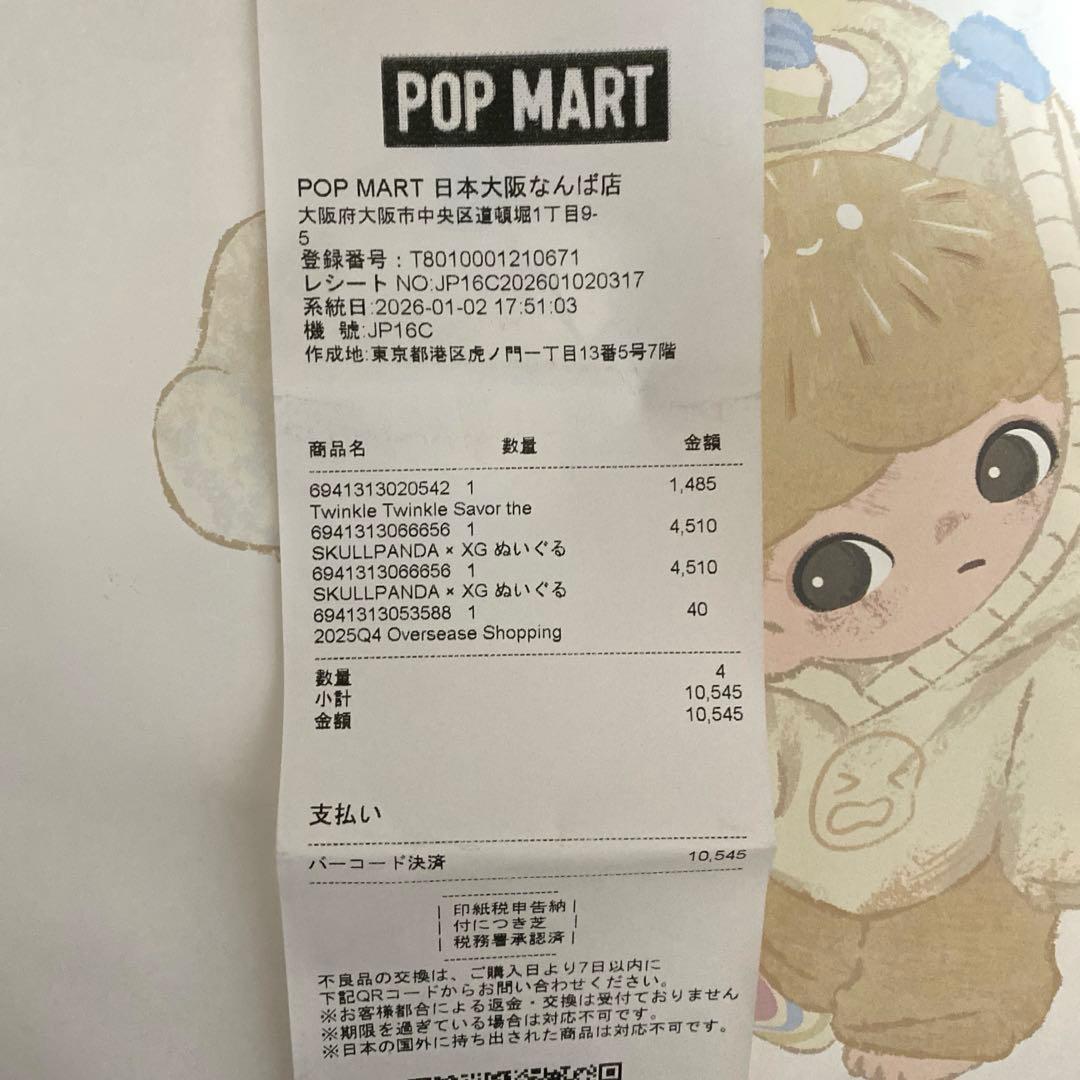 POP MART
POP MART 日本大阪なんば店
大阪府大阪市中央区道頓堀1丁目9-
5
登録番号：T8010001210671
レシート NO:JP16C202601020317
系統日:2026-01-02 17:51:03
機 號:JP16C
作成地:東京都港区虎ノ門一丁目13番5号7階
商品名 数量 金額
6941313020542 1 1,485
Twinkle Twinkle Savor the
6941313066656 1 4,510
SKULLPANDA × XG ぬいぐる
6941313066656 1 4,510
SKULLPANDA × XG ぬいぐる
6941313053588 1 40
2025Q4 Oversease Shopping
数量 4
小計 10,545
金額 10,545
支払い
バーコード決済 10,545
印紙税申告納
付につき芝
税務署承認済
不良品の交換は、ご購入日より7日以内に
下記QRコードからお問い合わせください。
※お客様都合による返金・交換は受付ておりません
※期限を過ぎている場合は対応不可です。
※日本の国外に持ち出された商品は対応不可です。